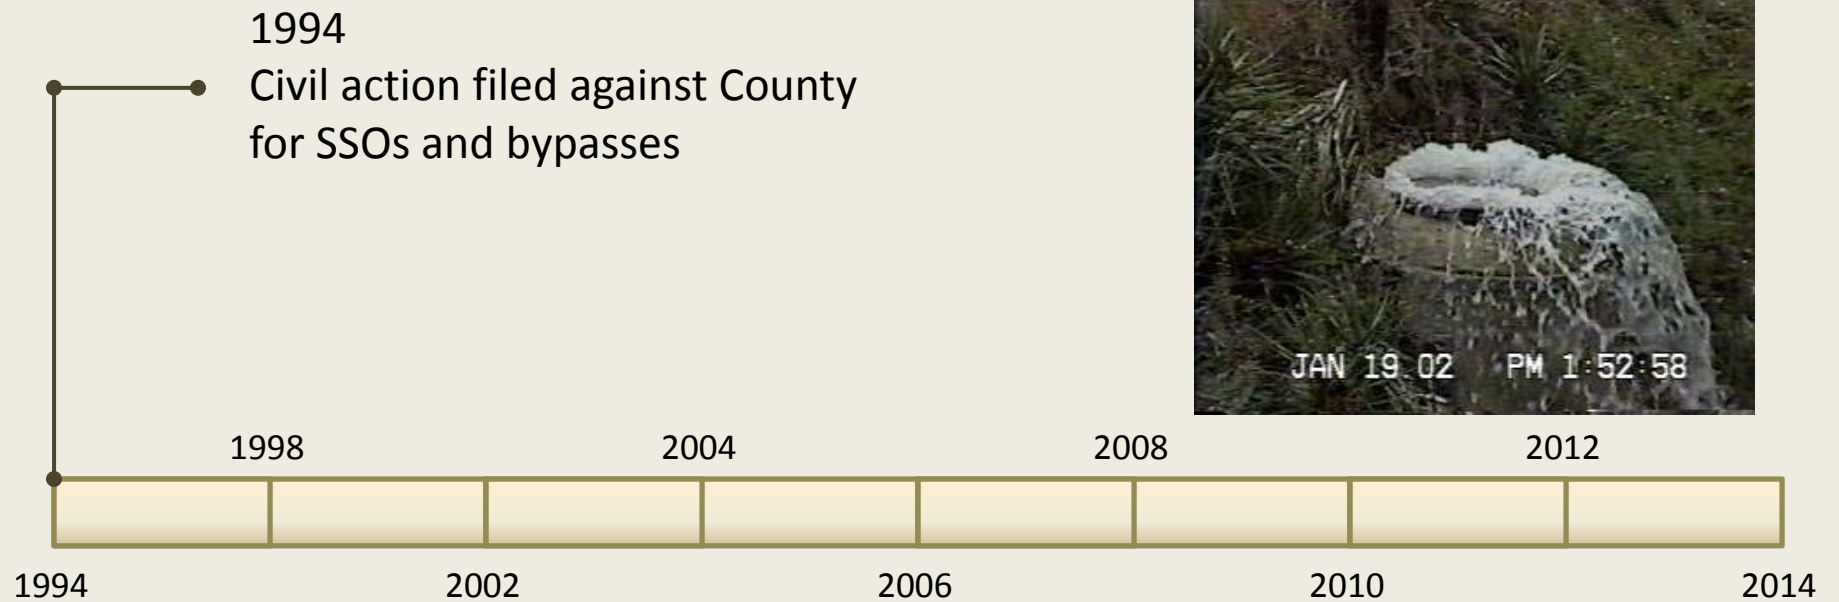 1994
Civil action filed against County
for SSOs and bypasses
JAN 19.02 PM 1:52:58
1998 2004 2008 2012
1994 2002 2006 2010 2014